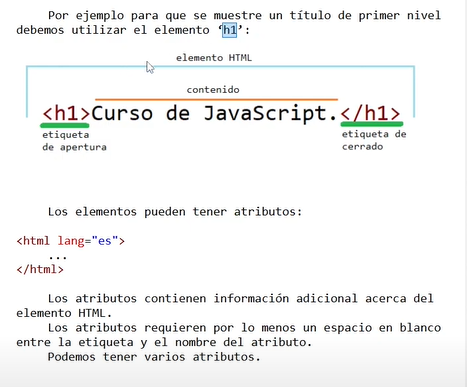 Por ejemplo para que se muestre un título de primer nivel
debemos utilizar el elemento ‘h1’:
elemento HTML
contenido
<h1>Curso de JavaScript.</h1>
etiqueta
de apertura
etiqueta de
cerrado
Los elementos pueden tener atributos:
<html lang="es">
...
</html>
Los atributos contienen información adicional acerca del
elemento HTML.
Los atributos requieren por lo menos un espacio en blanco
entre la etiqueta y el nombre del atributo.
Podemos tener varios atributos.